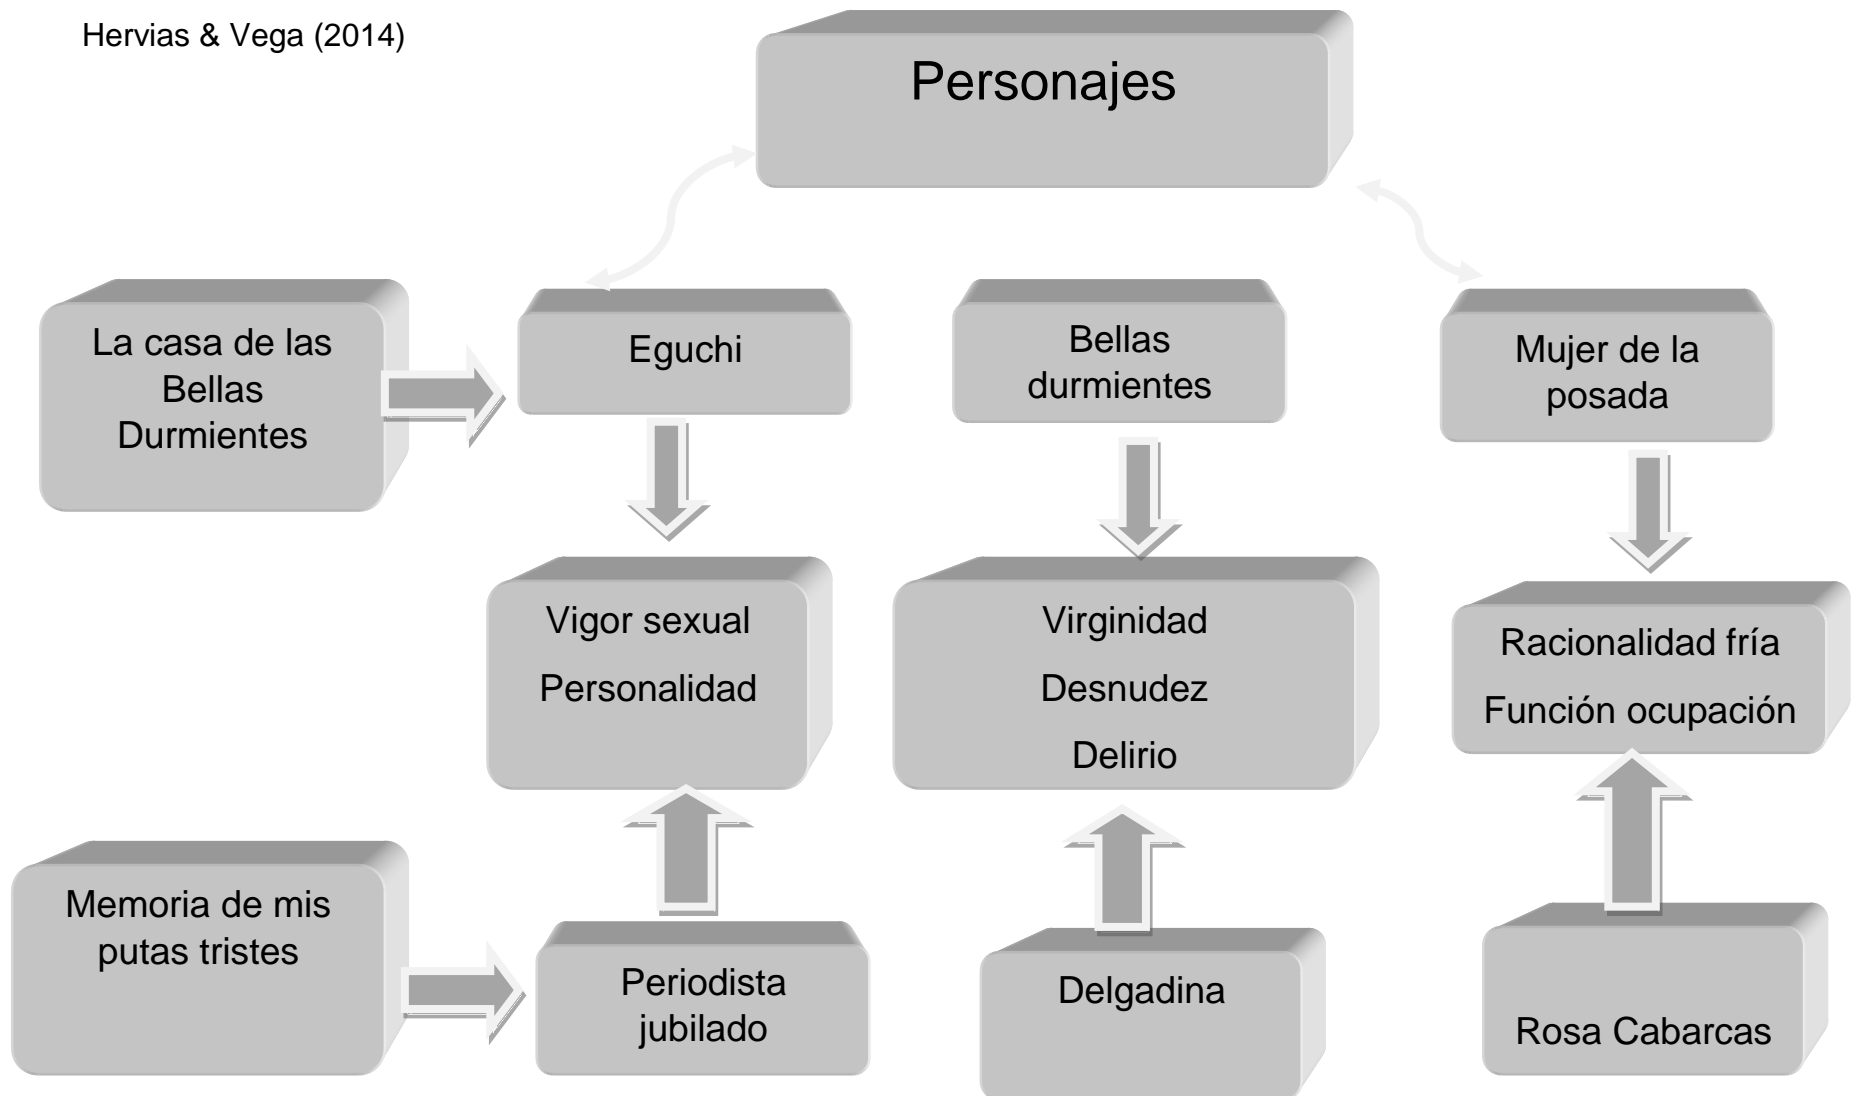 Hervias & Vega (2014)
Personajes
La casa de las
Bellas
Durmientes
Eguchi
Bellas
durmientes
Mujer de la
posada
Vigor sexual
Personalidad
Virginidad
Desnudez
Delirio
Racionalidad fría
Función ocupación
Memoria de mis
putas tristes
Periodista
jubilado
Delgadina
Rosa Cabarcas